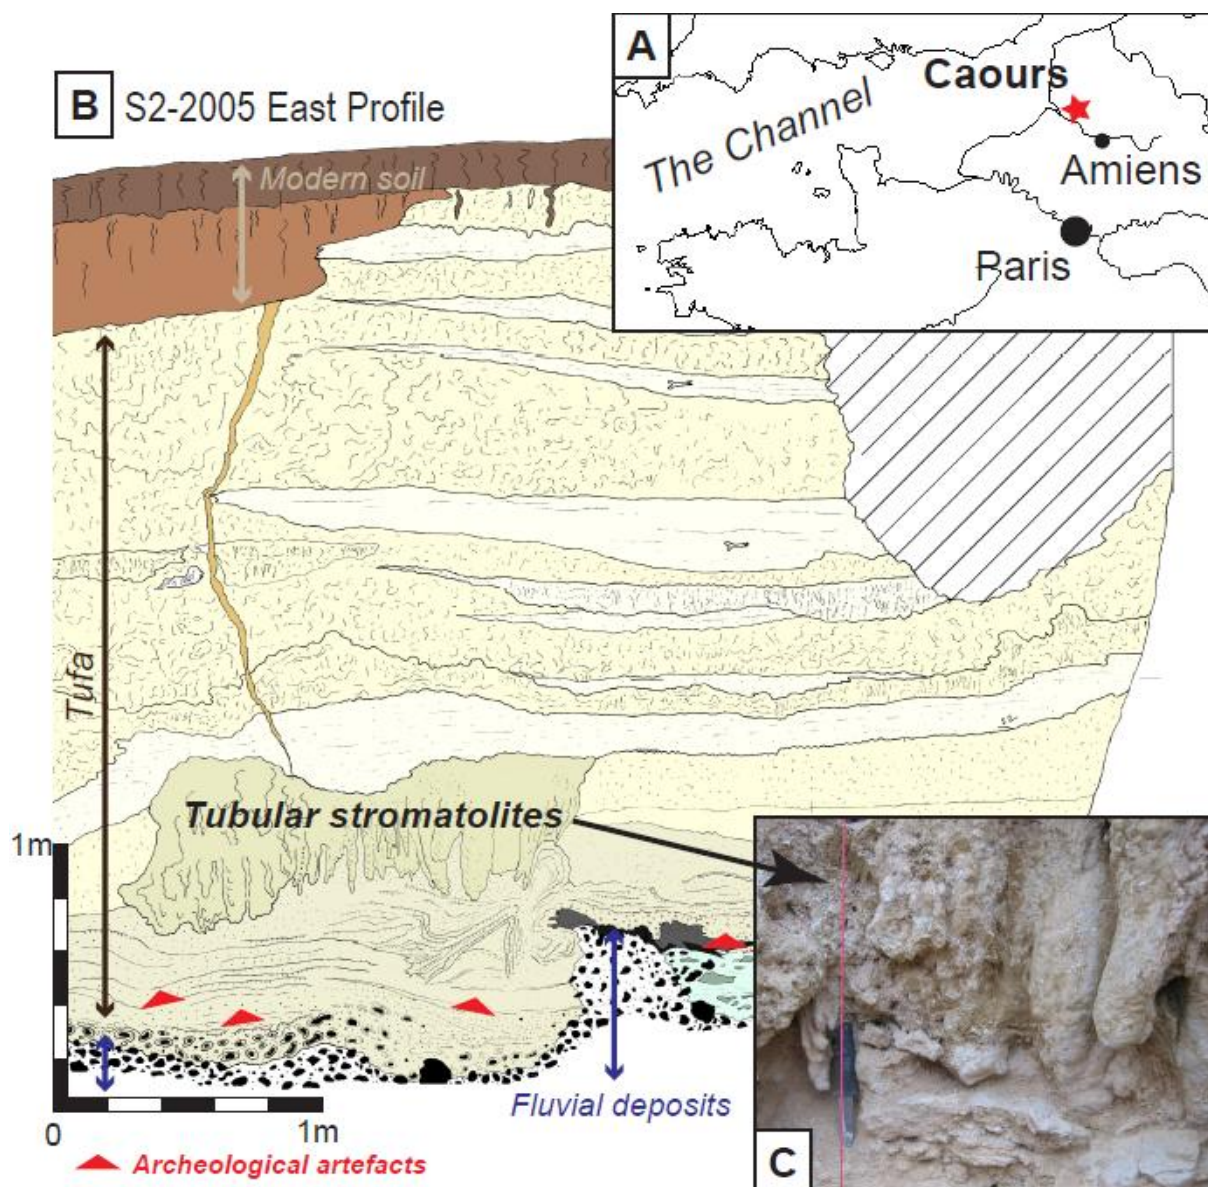 A
Caours
The Channel
Amiens
Paris
B S2-2005 East Profile
Modern soil
Tufa
Tubular stromatolites
1m
Fluvial deposits
0 1m
Archeological artefacts
C